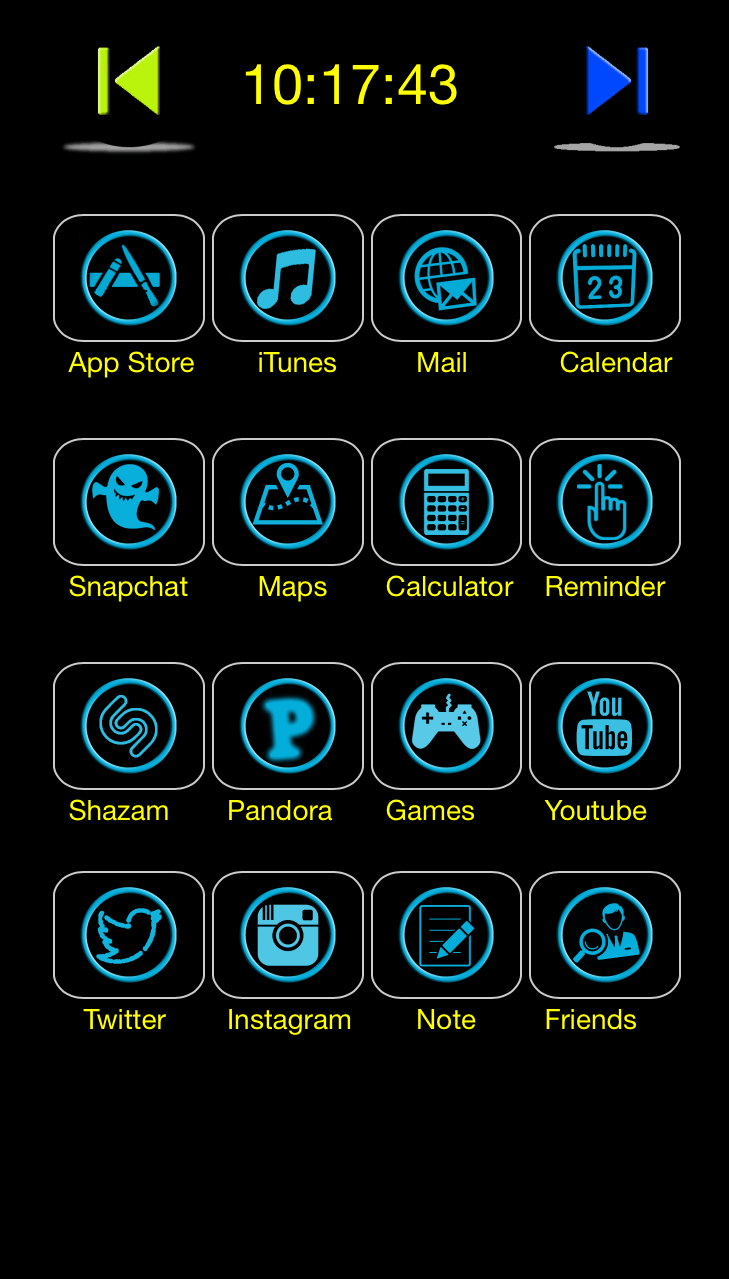 10:17:43
23
App Store iTunes Mail Calendar
Snapchat Maps Calculator Reminder
P
You
Tube
Shazam Pandora Games Youtube
Twitter Instagram Note Friends